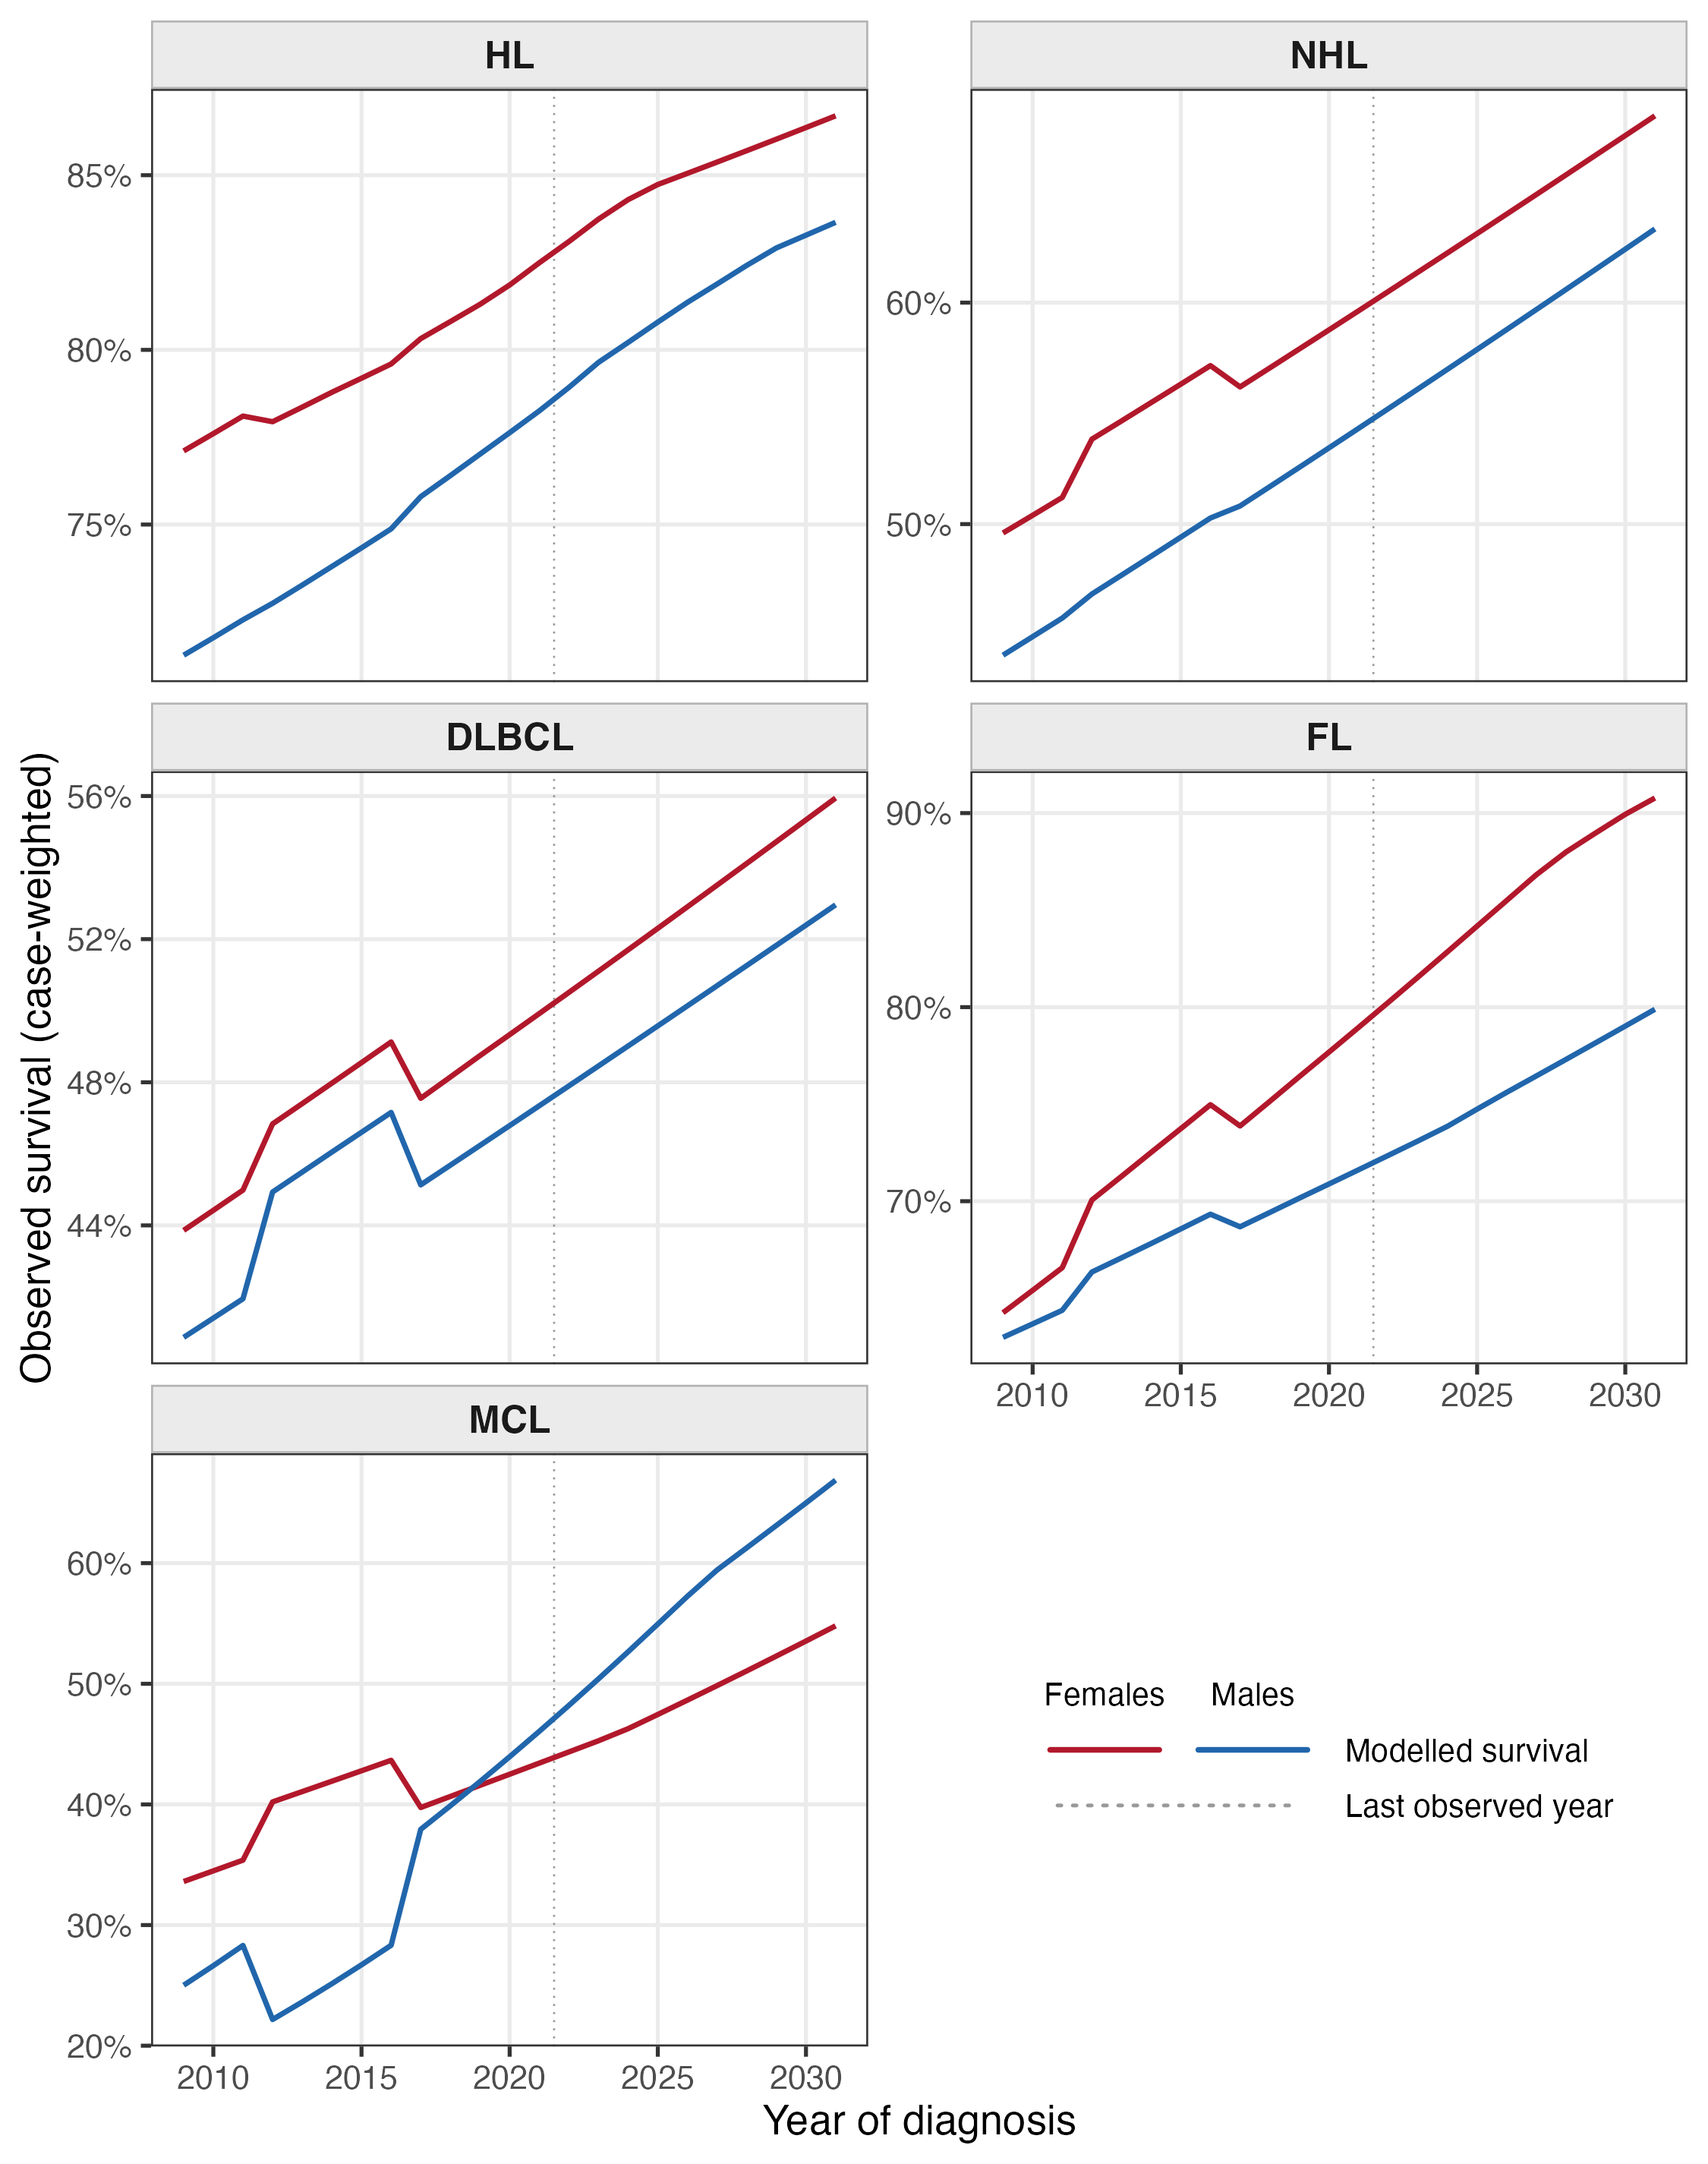 HL
NHL
85%
80%
75%
60%
50%
DLBCL
FL
56%
52%
48%
44%
90%
80%
70%
2010 2015 2020 2025 2030
MCL
60%
50%
40%
30%
20%
2010 2015 2020 2025 2030
Observed survival (case-weighted)
Year of diagnosis
Females Males
Modelled survival
Last observed year